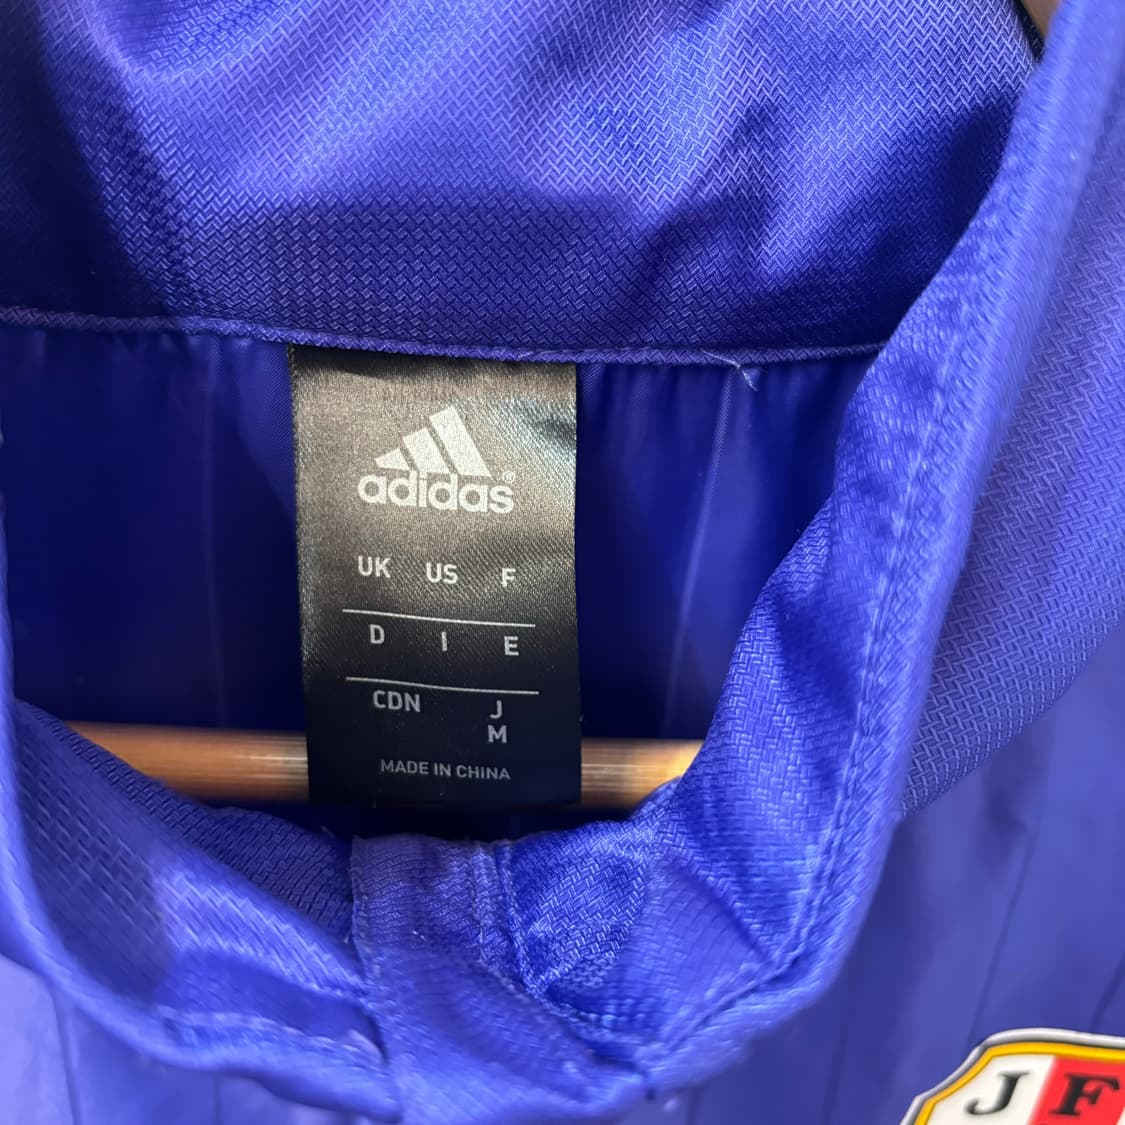 adidas®
UK US F
D I E
CDN J
M
MADE IN CHINA
JF